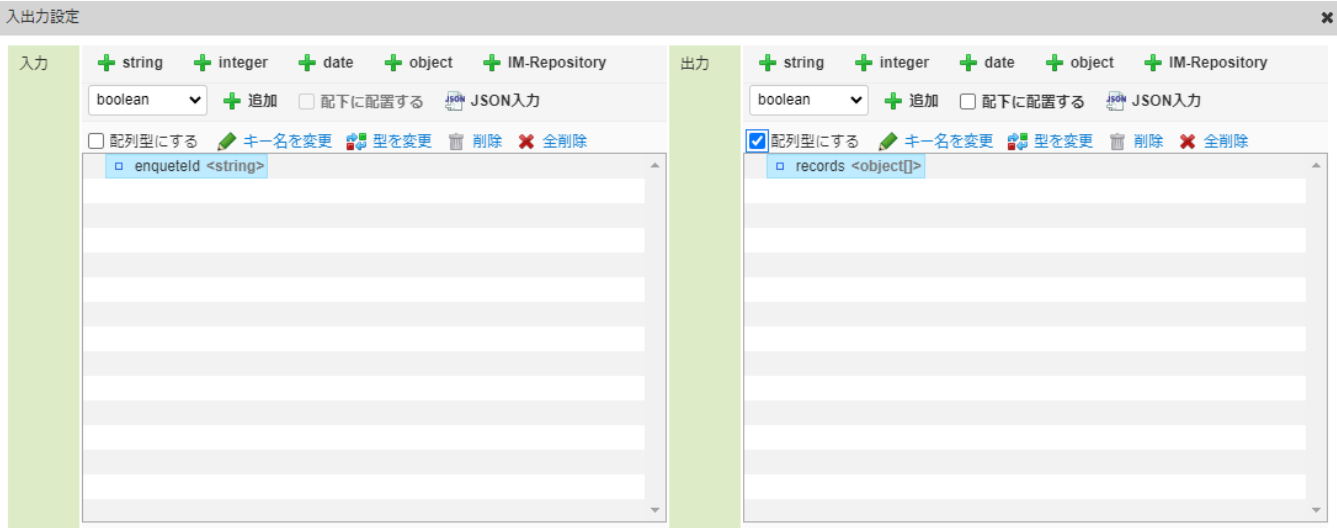 入出力設定
入力
string integer date object IM-Repository
boolean 追加 配下に配置する JSON JSON入力
配列型にする キー名を変更 型を変更 削除 全削除
enqueteId <string>
出力
string integer date object IM-Repository
boolean 追加 配下に配置する JSON JSON入力
配列型にする キー名を変更 型を変更 削除 全削除
records <object[]>